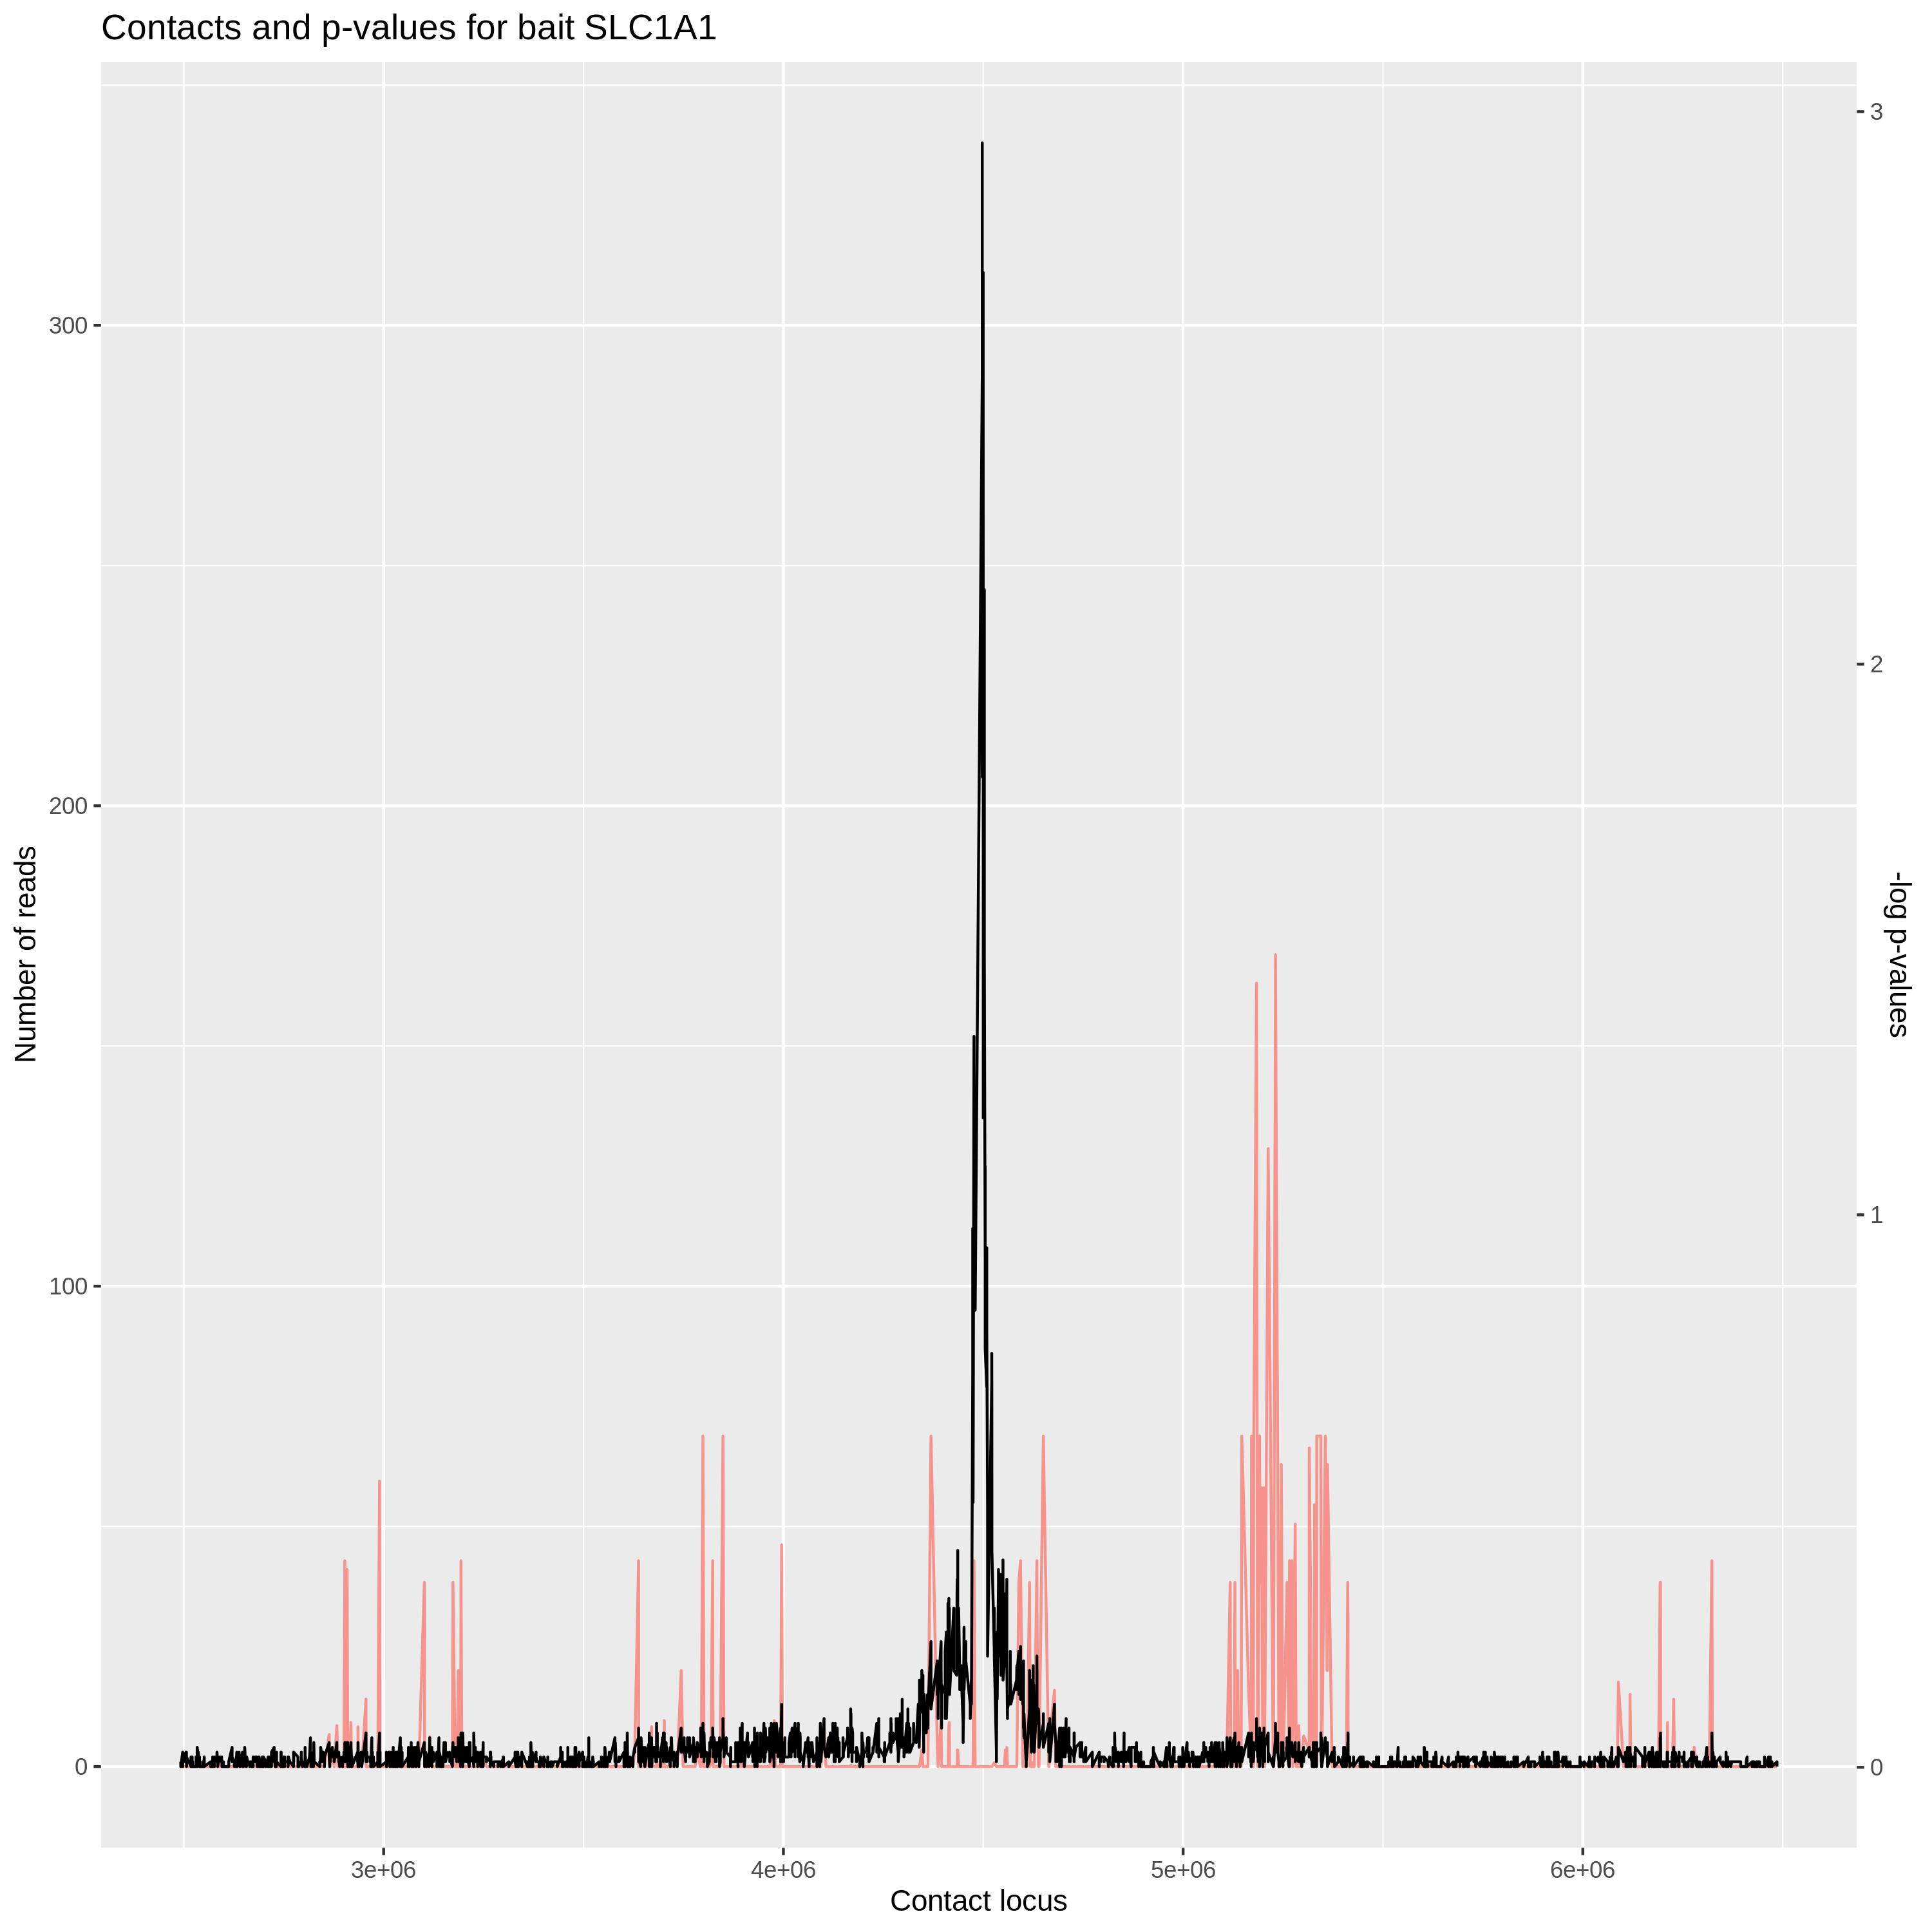 Contacts and p-values for bait SLC1A1
Number of reads
300
200
100
0
3
2
1
0
-log p-values
3e+06
4e+06
5e+06
6e+06
Contact locus